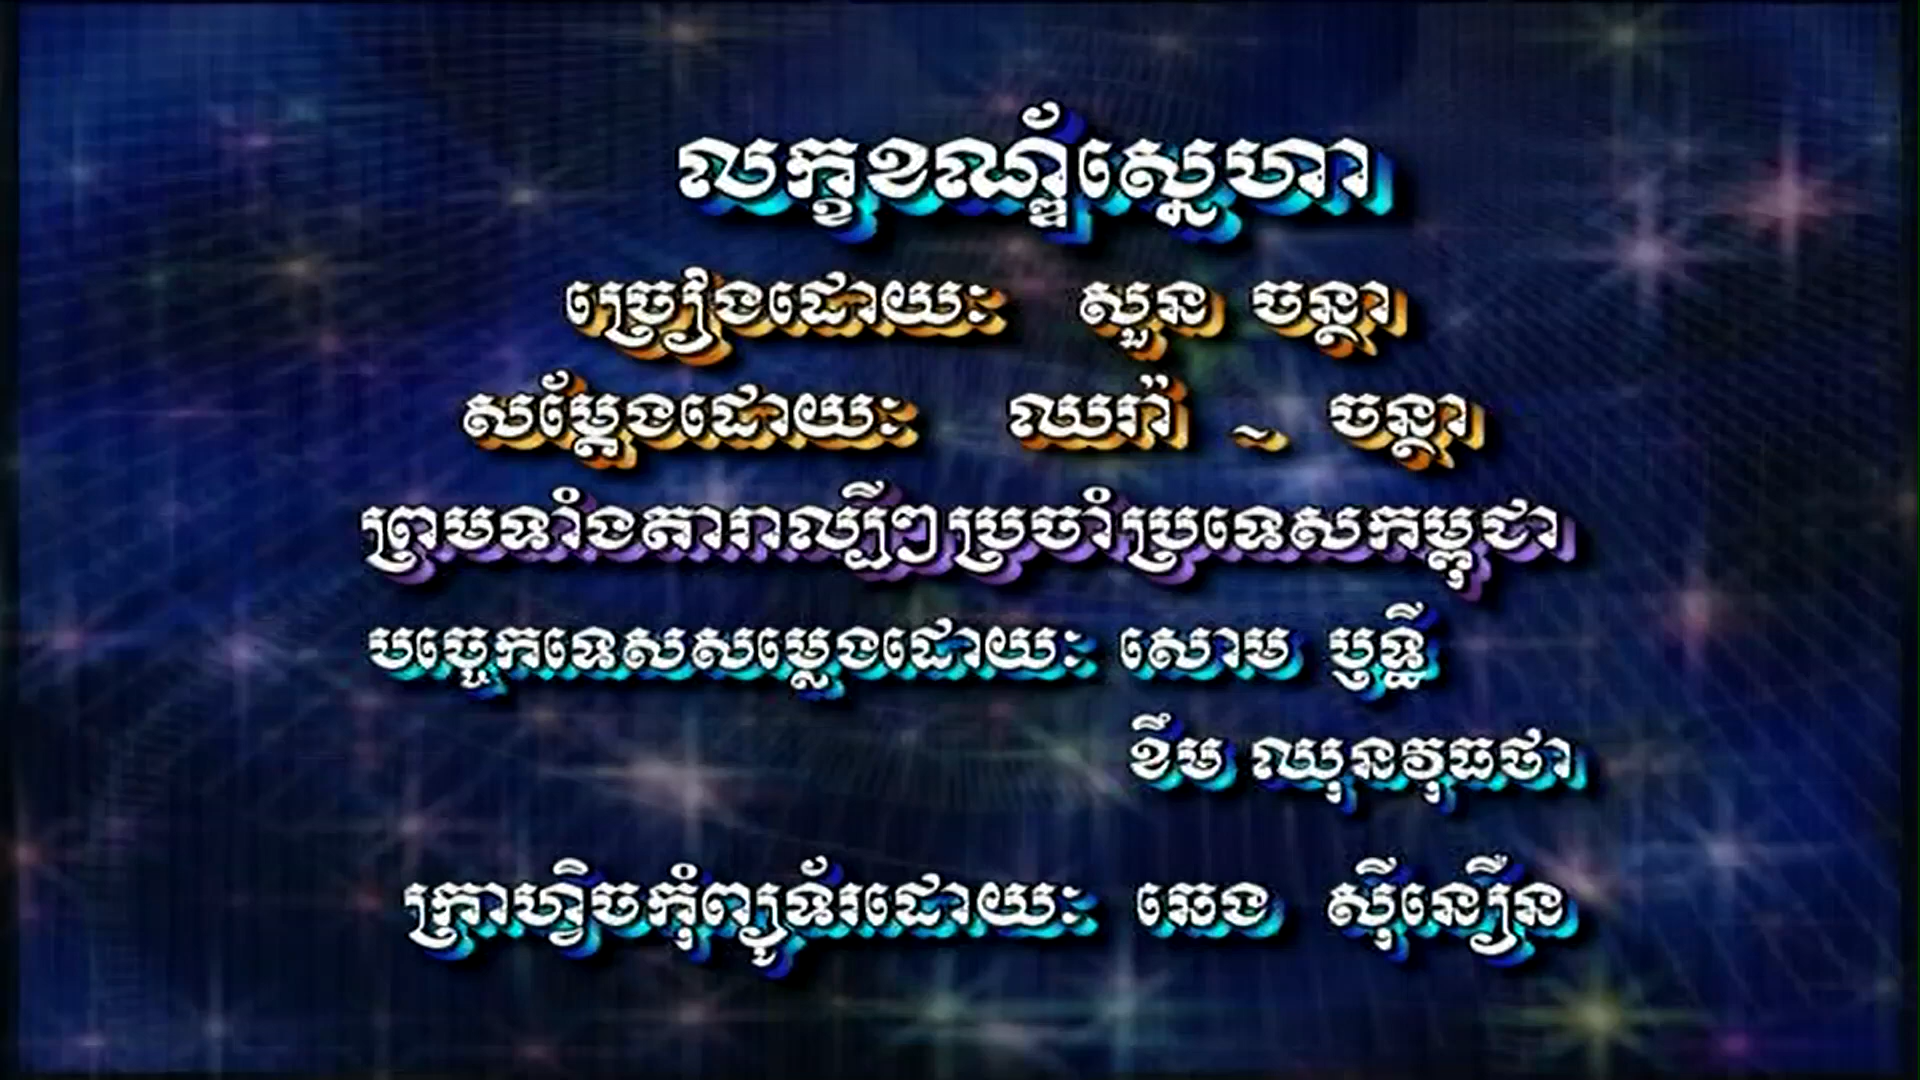 លក្ខខណ្ឌ័ស្នេហា
ច្រៀងដោយៈ សួន ចន្ថា
សម្តែងដោយៈ ឈរ៉ា ~ ចន្ថា
ព្រមទាំងតារាល្បីៗប្រចាំប្រទេសកម្ពុជា
បច្ចេកទេសសម្លេងដោយៈ សោម ឫទ្ធី
ខឹម ឈុនវុធថា
ក្រាហ្វិចកុំព្យូទ័រដោយៈ ឆេង ស៊ីនឿន